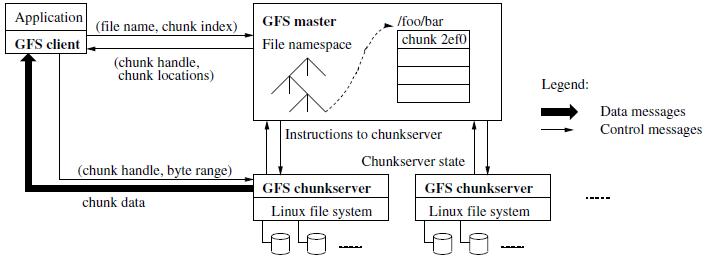 Application
GFS client
(file name, chunk index)
(chunk handle,
chunk locations)
GFS master
File namespace
/foo/bar
chunk 2ef0
Legend:
Data messages
Control messages
Instructions to chunkserver
Chunkserver state
(chunk handle, byte range)
chunk data
GFS chunkserver
Linux file system
GFS chunkserver
Linux file system